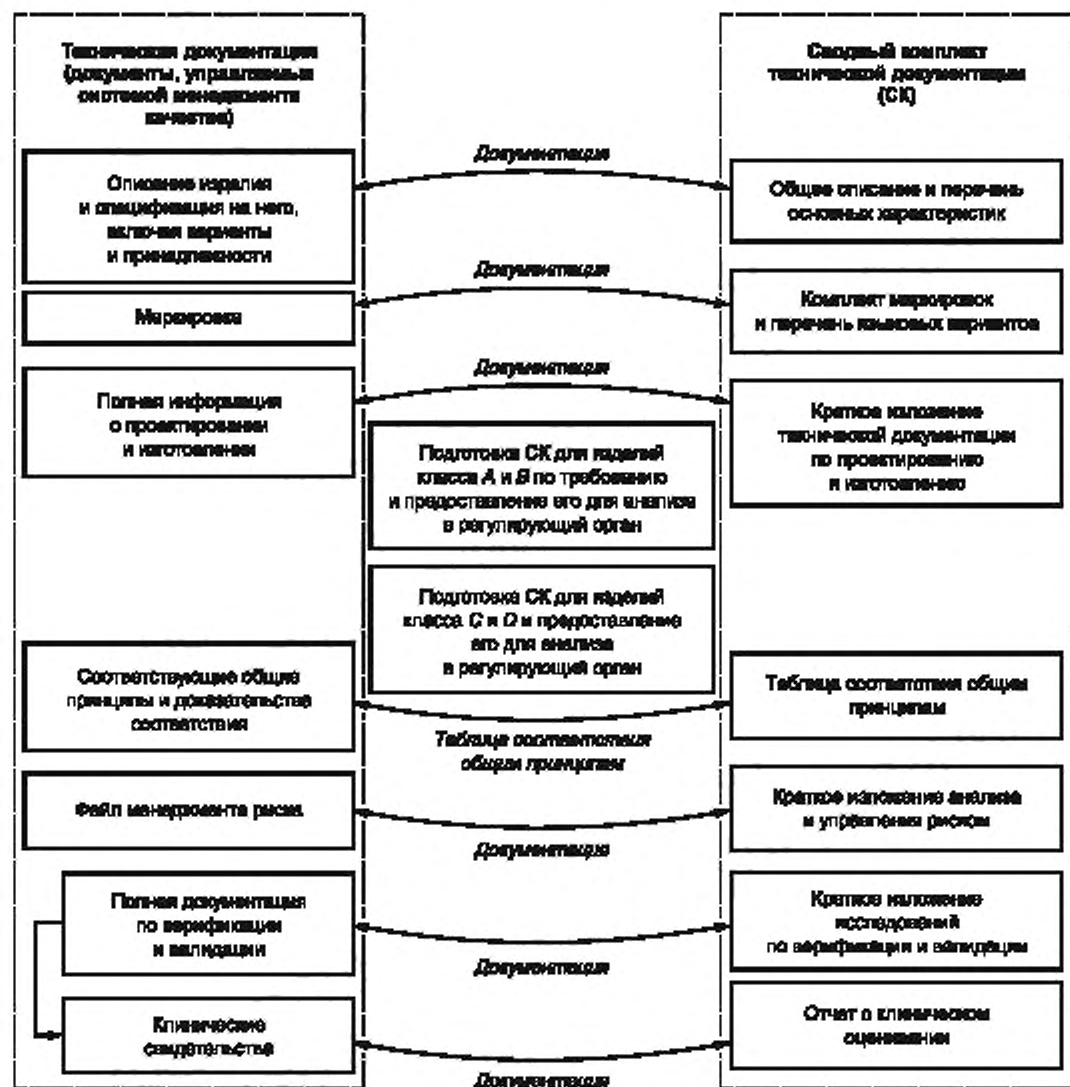 Техническая документация
(документы, управляемые
системой менеджмента
качества)
Описание изделия
и спецификация на него,
включая варианты
и принадлежности
Маркировка
Полная информация
о проектировании
и изготовлении
Соответствующие общие
принципы и доказательства
соответствия
Файл менеджмента риска
Полная документация
по верификации
и валидации
Клинические
свидетельства
Документация
Документация
Документация
Подготовка СК для изделий
класса A и B по требованию
и предоставление его для анализа
в регулирующий орган
Подготовка СК для изделий
класса C и D и предоставление
его для анализа
в регулирующий орган
Таблица соответствия
общим принципам
Документация
Документация
Документация
Сводный комплект
технической документации
(СК)
Общие описание и перечень
основных характеристик
Комплект маркировок
и перечень языковых вариантов
Краткое изложение
технической документации
по проектированию
и изготовлению
Таблица соответствия общим
принципам
Краткое изложение анализа
и управления риском
Краткое изложение
исследований
по верификации и валидации
Отчет о клиническом
оценивании